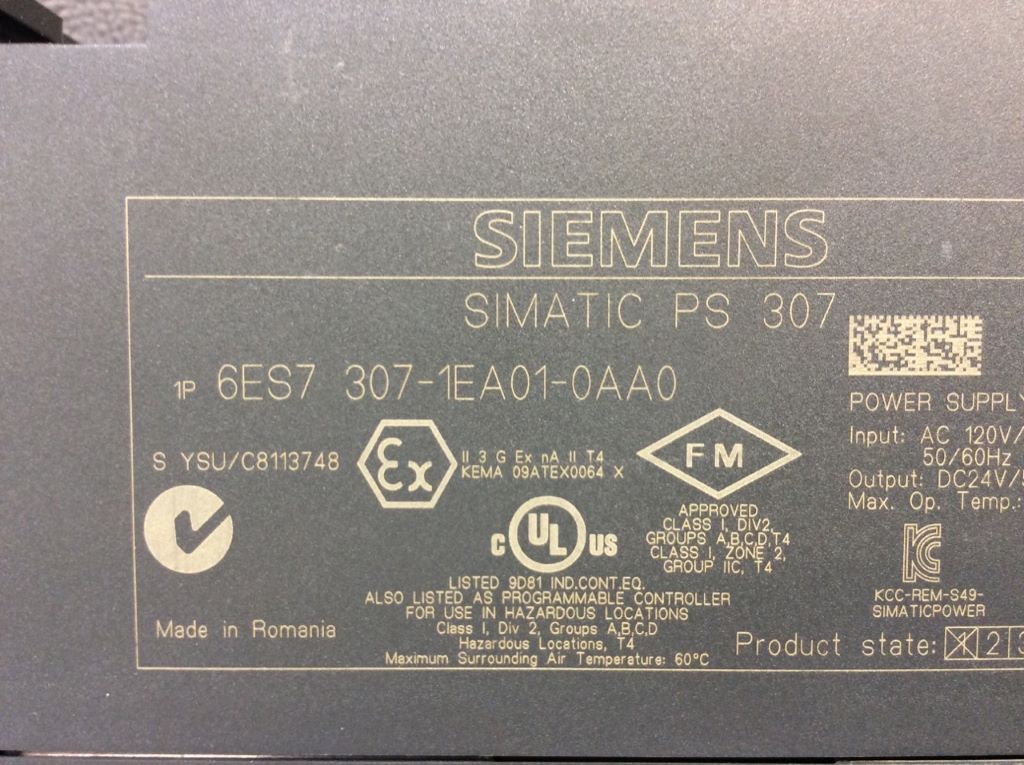 SIEMENS
SIMATIC PS 307
1P 6ES7 307-1EA01-0AA0
S YSU/C8113748
Ex
II 3 G Ex nA II T4
KEMA 09ATEX0064 X
FM
APPROVED
CLASS I, DIV2,
GROUPS A,B,C,D,T4
CLASS I, ZONE 2,
GROUP IIC, T4
C UL US
LISTED 9D81 IND.CONT.EQ.
ALSO LISTED AS PROGRAMMABLE CONTROLLER
FOR USE IN HAZARDOUS LOCATIONS
Class I, Div 2, Groups A,B,C,D
Hazardous Locations, T4
Maximum Surrounding Air Temperature: 60°C
Made in Romania
POWER SUPPLY
Input: AC 120V/
50/60Hz
Output: DC24V/
Max. Op. Temp.:
KC
KCC-REM-S49-
SIMATICPOWER
Product state: 1 2 3